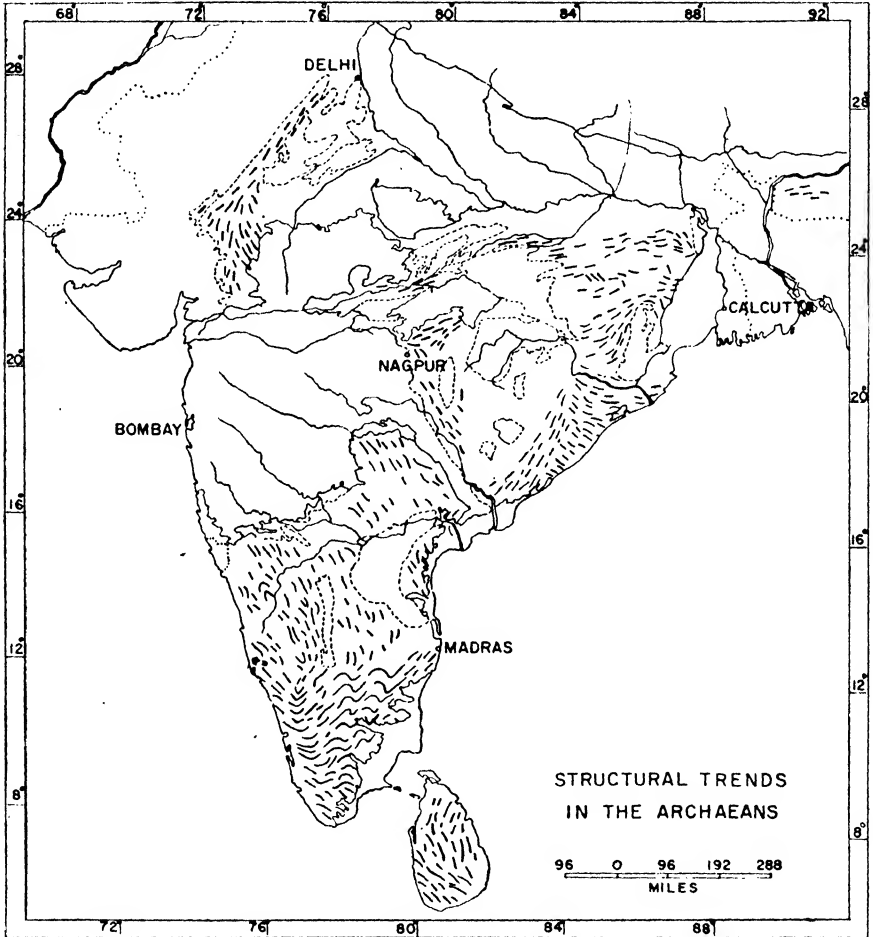 68° 72° 76° 80° 84° 88° 92°
DELHI
28°
28°
24°
24°
CALCUTTA
20°
NAGPUR
20°
BOMBAY
16°
16°
12°
MADRAS
12°
STRUCTURAL TRENDS
IN THE ARCHAEANS
8°
8°
96 0 96 192 288
MILES
72° 76° 80° 84° 88°